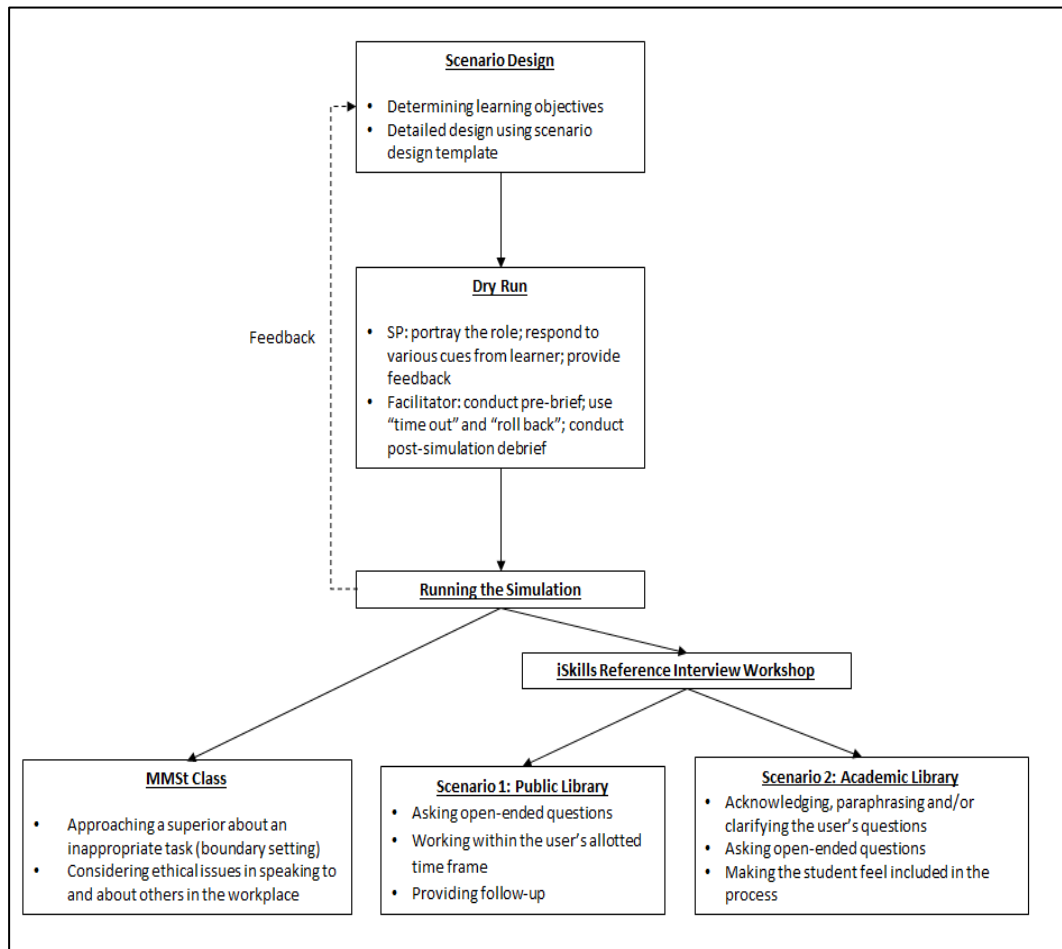 Scenario Design
• Determining learning objectives
• Detailed design using scenario
design template
Dry Run
• SP: portray the role; respond to
various cues from learner; provide
feedback
• Facilitator: conduct pre-brief; use
“time out” and “roll back”; conduct
post-simulation debrief
Feedback
Running the Simulation
iSkills Reference Interview Workshop
MMSt Class
• Approaching a superior about an
inappropriate task (boundary setting)
• Considering ethical issues in speaking to
and about others in the workplace
Scenario 1: Public Library
• Asking open-ended questions
• Working within the user’s allotted
time frame
• Providing follow-up
Scenario 2: Academic Library
• Acknowledging, paraphrasing and/or
clarifying the user’s questions
• Asking open-ended questions
• Making the student feel included in the
process